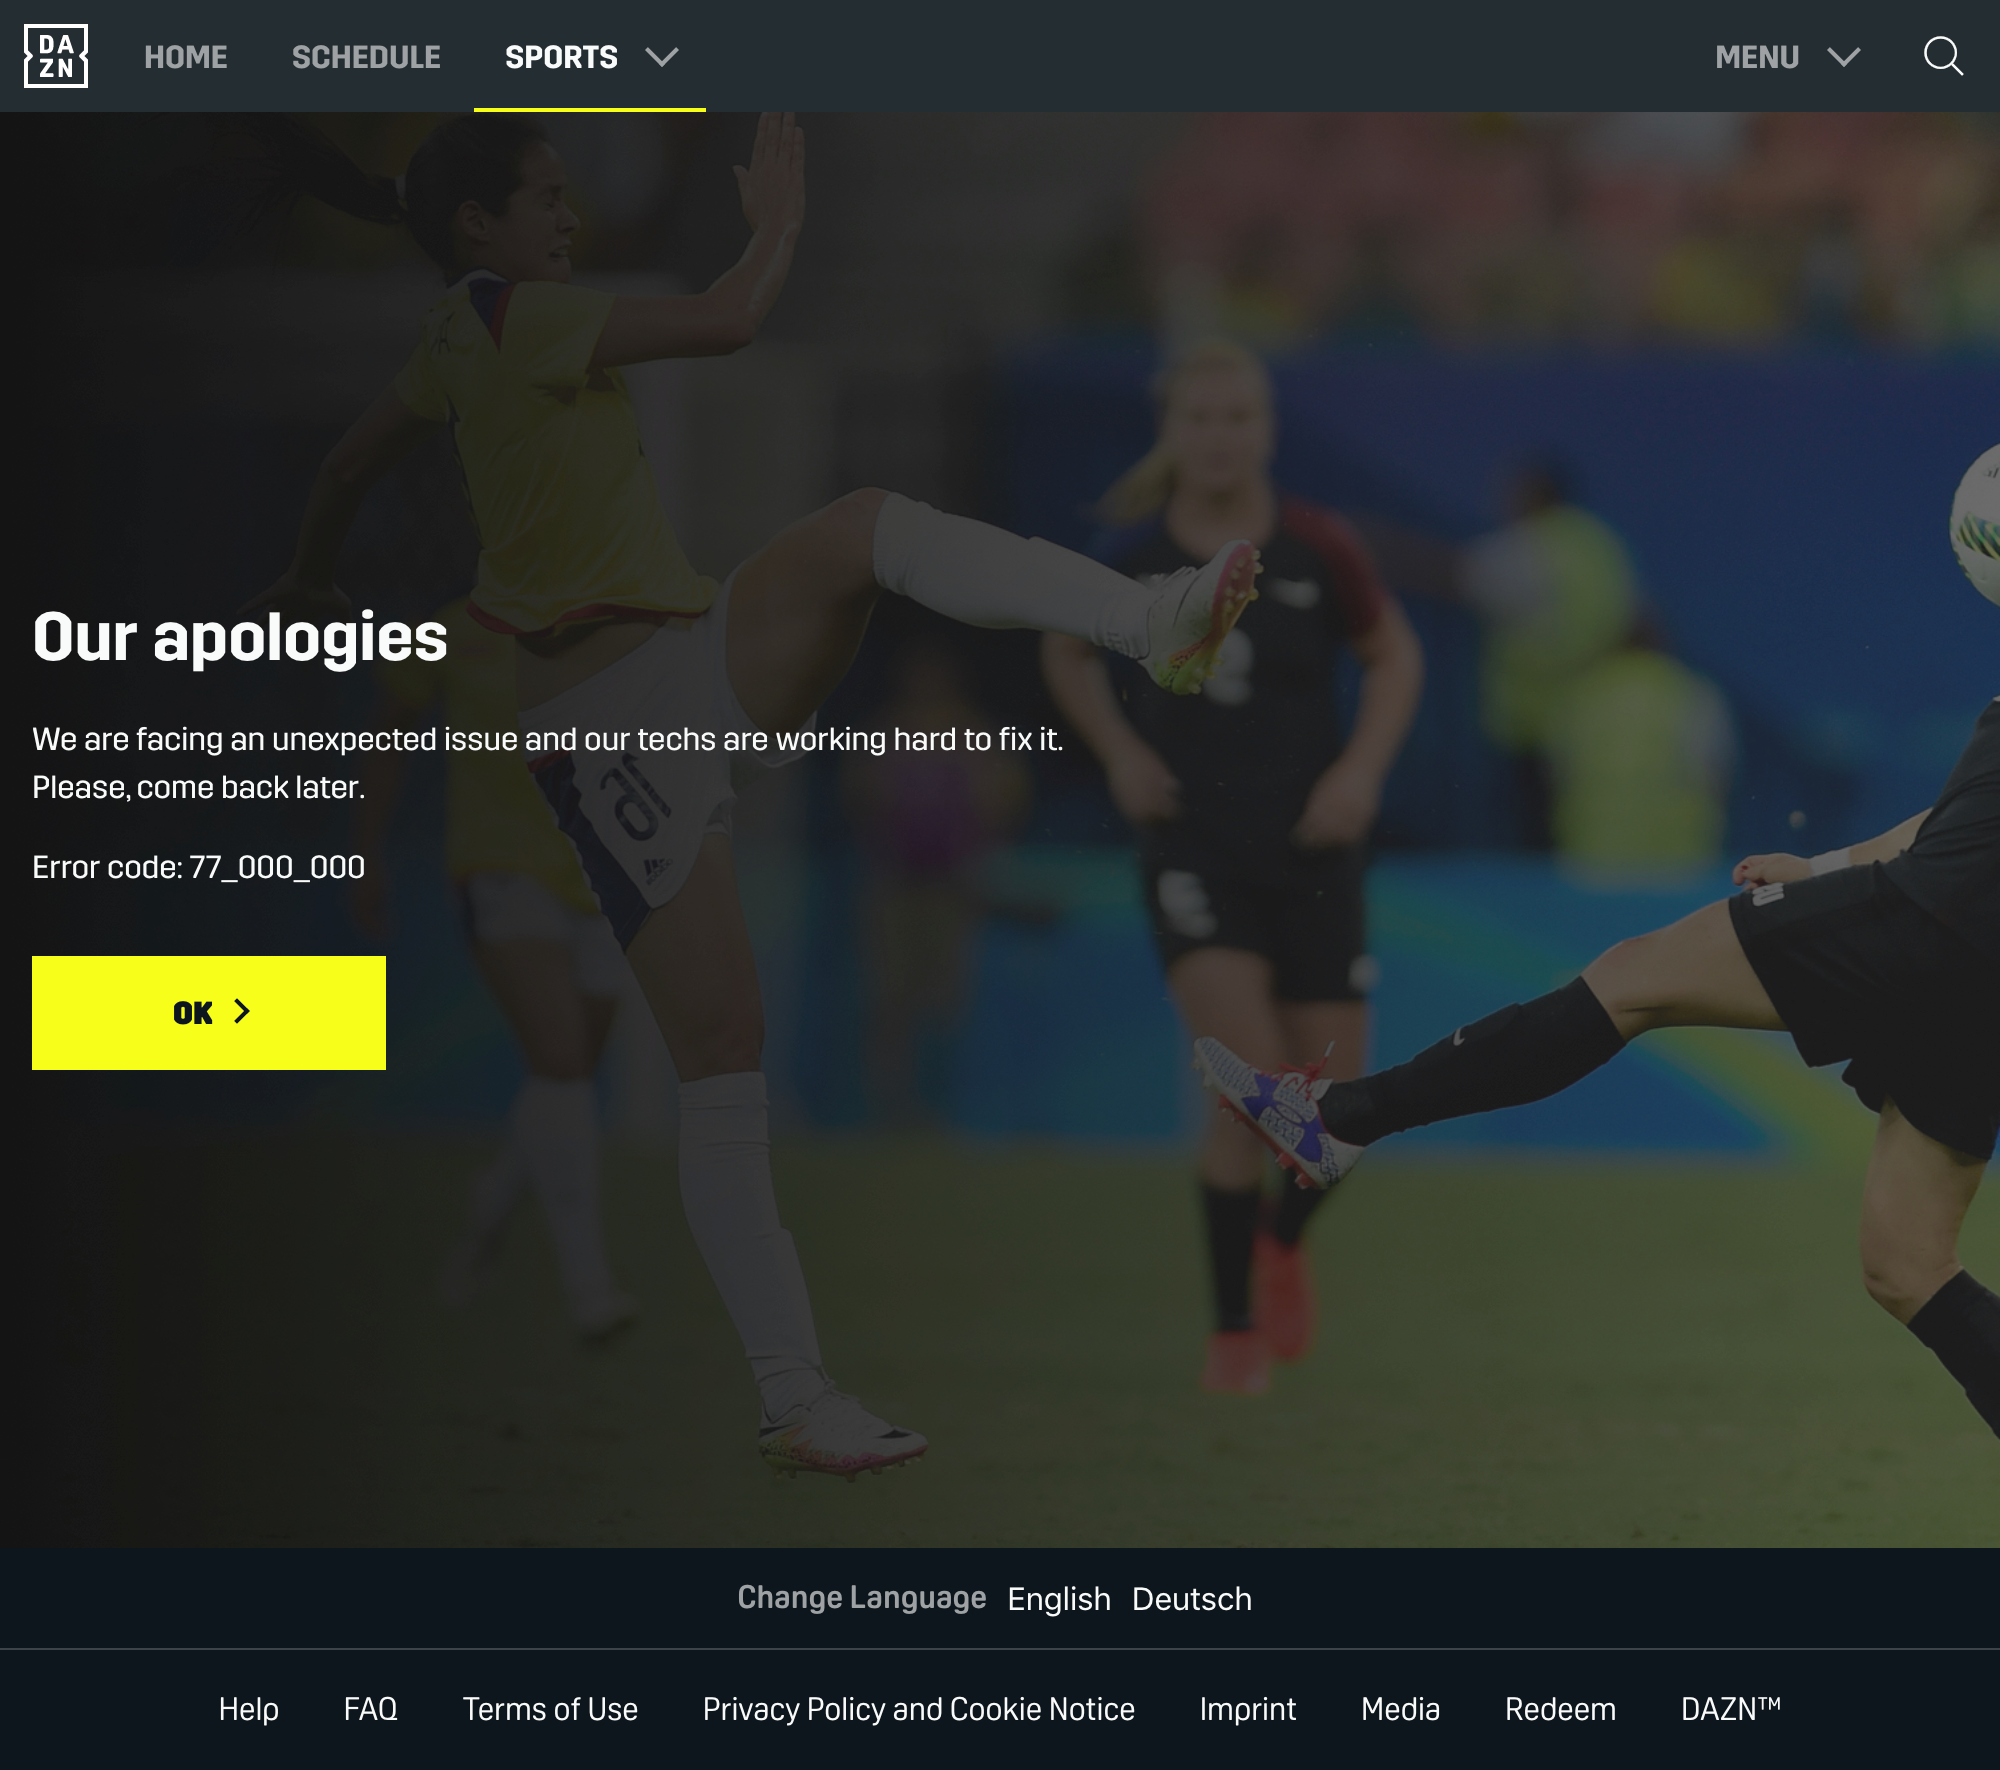 DA
ZN
HOME SCHEDULE SPORTS MENU
Our apologies
We are facing an unexpected issue and our techs are working hard to fix it.
Please, come back later.
Error code: 77_000_000
OK
Change Language English Deutsch
Help FAQ Terms of Use Privacy Policy and Cookie Notice Imprint Media Redeem DAZN™